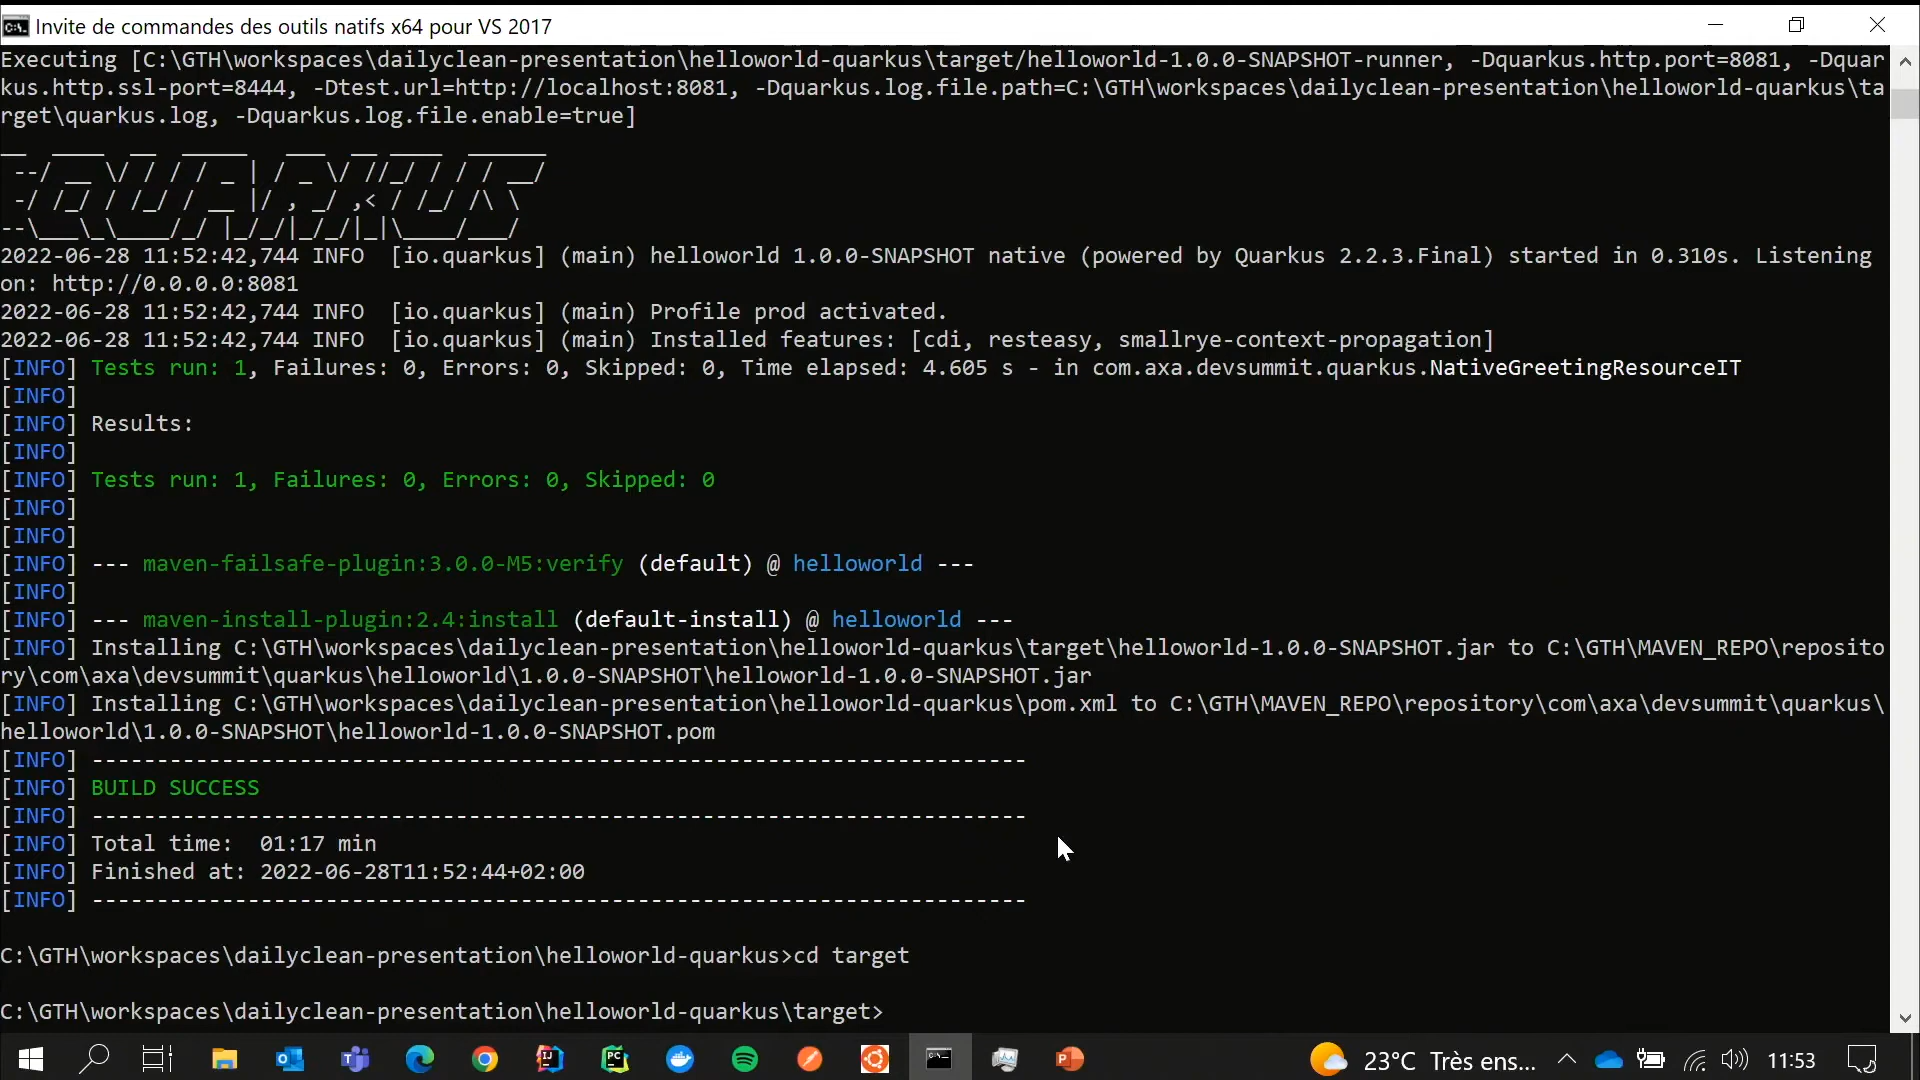 Invite de commandes des outils natifs x64 pour VS 2017
Executing [C:\GTH\workspaces\dailyclean-presentation\helloworld-quarkus\target/helloworld-1.0.0-SNAPSHOT-runner, -Dquarkus.http.port=8081, -Dquar
kus.http.ssl-port=8444, -Dtest.url=http://localhost:8081, -Dquarkus.log.file.path=C:\GTH\workspaces\dailyclean-presentation\helloworld-quarkus\ta
rget\quarkus.log, -Dquarkus.log.file.enable=true]
__  ____  __  _____   ___  __ ____  ______
 --/ __ \/ / / / _ | / _ \/ //_/ / / / __/
 -/ /_/ / /_/ / __ |/ , _/ ,< / /_/ /\ \
--\___\_\____/_/ |_/_/|_/_/|_|\____/___/
2022-06-28 11:52:42,744 INFO  [io.quarkus] (main) helloworld 1.0.0-SNAPSHOT native (powered by Quarkus 2.2.3.Final) started in 0.310s. Listening
on: http://0.0.0.0:8081
2022-06-28 11:52:42,744 INFO  [io.quarkus] (main) Profile prod activated.
2022-06-28 11:52:42,744 INFO  [io.quarkus] (main) Installed features: [cdi, resteasy, smallrye-context-propagation]
[INFO] Tests run: 1, Failures: 0, Errors: 0, Skipped: 0, Time elapsed: 4.605 s - in com.axa.devsummit.quarkus.NativeGreetingResourceIT
[INFO]
[INFO] Results:
[INFO]
[INFO] Tests run: 1, Failures: 0, Errors: 0, Skipped: 0
[INFO]
[INFO]
[INFO] --- maven-failsafe-plugin:3.0.0-M5:verify (default) @ helloworld ---
[INFO]
[INFO] --- maven-install-plugin:2.4:install (default-install) @ helloworld ---
[INFO] Installing C:\GTH\workspaces\dailyclean-presentation\helloworld-quarkus\target\helloworld-1.0.0-SNAPSHOT.jar to C:\GTH\MAVEN_REPO\reposito
ry\com\axa\devsummit\quarkus\helloworld\1.0.0-SNAPSHOT\helloworld-1.0.0-SNAPSHOT.jar
[INFO] Installing C:\GTH\workspaces\dailyclean-presentation\helloworld-quarkus\pom.xml to C:\GTH\MAVEN_REPO\repository\com\axa\devsummit\quarkus\
helloworld\1.0.0-SNAPSHOT\helloworld-1.0.0-SNAPSHOT.pom
[INFO] ------------------------------------------------------------------------
[INFO] BUILD SUCCESS
[INFO] ------------------------------------------------------------------------
[INFO] Total time:  01:17 min
[INFO] Finished at: 2022-06-28T11:52:44+02:00
[INFO] ------------------------------------------------------------------------
C:\GTH\workspaces\dailyclean-presentation\helloworld-quarkus>cd target
C:\GTH\workspaces\dailyclean-presentation\helloworld-quarkus\target>
23°C Très ens... 11:53